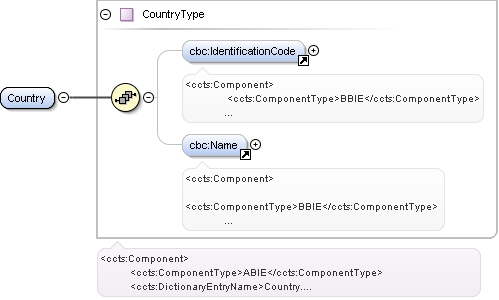 CountryType
cbc:IdentificationCode
<ccts:Component>
<ccts:ComponentType>BBIE</ccts:ComponentType>
...
Country
cbc:Name
<ccts:Component>
<ccts:ComponentType>BBIE</ccts:ComponentType>
...
<ccts:Component>
<ccts:ComponentType>ABIE</ccts:ComponentType>
<ccts:DictionaryEntryName>Country....